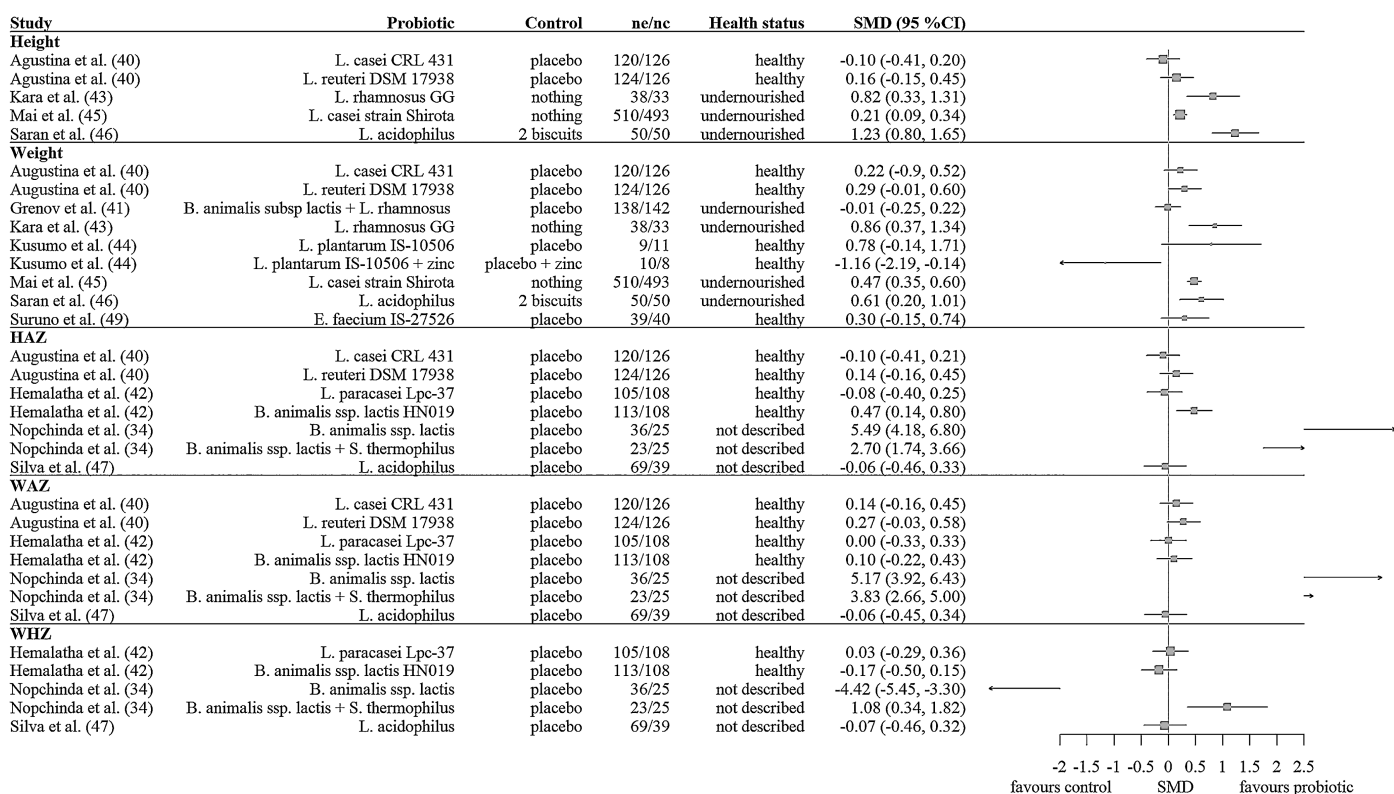 Study Probiotic Control ne/nc Health status SMD (95 %CI)
Height
Agustina et al. (40) L. casei CRL 431 placebo 120/126 healthy -0.10 (-0.41, 0.20)
Agustina et al. (40) L. reuteri DSM 17938 placebo 124/126 healthy 0.16 (-0.15, 0.45)
Kara et al. (43) L. rhamnosus GG nothing 38/33 undernourished 0.82 (0.33, 1.31)
Mai et al. (45) L. casei strain Shirota nothing 510/493 undernourished 0.21 (0.09, 0.34)
Saran et al. (46) L. acidophilus 2 biscuits 50/50 undernourished 1.23 (0.80, 1.65)
Weight
Augustina et al. (40) L. casei CRL 431 placebo 120/126 healthy 0.22 (-0.9, 0.52)
Augustina et al. (40) L. reuteri DSM 17938 placebo 124/126 healthy 0.29 (-0.01, 0.60)
Grenov et al. (41) B. animalis subsp lactis + L. rhamnosus placebo 138/142 undernourished -0.01 (-0.25, 0.22)
Kara et al. (43) L. rhamnosus GG nothing 38/33 undernourished 0.86 (0.37, 1.34)
Kusumo et al. (44) L. plantarum IS-10506 placebo 9/11 healthy 0.78 (-0.14, 1.71)
Kusumo et al. (44) L. plantarum IS-10506 + zinc placebo + zinc 10/8 healthy -1.16 (-2.19, -0.14)
Mai et al. (45) L. casei strain Shirota nothing 510/493 undernourished 0.47 (0.35, 0.60)
Saran et al. (46) L. acidophilus 2 biscuits 50/50 undernourished 0.61 (0.20, 1.01)
Suruno et al. (49) E. faecium IS-27526 placebo 39/40 healthy 0.30 (-0.15, 0.74)
HAZ
Augustina et al. (40) L. casei CRL 431 placebo 120/126 healthy -0.10 (-0.41, 0.21)
Augustina et al. (40) L. reuteri DSM 17938 placebo 124/126 healthy 0.14 (-0.16, 0.45)
Hemalatha et al. (42) L. paracasei Lpc-37 placebo 105/108 healthy -0.08 (-0.40, 0.25)
Hemalatha et al. (42) B. animalis ssp. lactis HN019 placebo 113/108 healthy 0.47 (0.14, 0.80)
Nopchinda et al. (34) B. animalis ssp. lactis placebo 36/25 not described 5.49 (4.18, 6.80)
Nopchinda et al. (34) B. animalis ssp. lactis + S. thermophilus placebo 23/25 not described 2.70 (1.74, 3.66)
Silva et al. (47) L. acidophilus placebo 69/39 not described -0.06 (-0.46, 0.33)
WAZ
Augustina et al. (40) L. casei CRL 431 placebo 120/126 healthy 0.14 (-0.16, 0.45)
Augustina et al. (40) L. reuteri DSM 17938 placebo 124/126 healthy 0.27 (-0.03, 0.58)
Hemalatha et al. (42) L. paracasei Lpc-37 placebo 105/108 healthy 0.00 (-0.33, 0.33)
Hemalatha et al. (42) B. animalis ssp. lactis HN019 placebo 113/108 healthy 0.10 (-0.22, 0.43)
Nopchinda et al. (34) B. animalis ssp. lactis placebo 36/25 not described 5.17 (3.92, 6.43)
Nopchinda et al. (34) B. animalis ssp. lactis + S. thermophilus placebo 23/25 not described 3.83 (2.66, 5.00)
Silva et al. (47) L. acidophilus placebo 69/39 not described -0.06 (-0.45, 0.34)
WHZ
Hemalatha et al. (42) L. paracasei Lpc-37 placebo 105/108 healthy 0.03 (-0.29, 0.36)
Hemalatha et al. (42) B. animalis ssp. lactis HN019 placebo 113/108 healthy -0.17 (-0.50, 0.15)
Nopchinda et al. (34) B. animalis ssp. lactis placebo 36/25 not described -4.42 (-5.45, -3.30)
Nopchinda et al. (34) B. animalis ssp. lactis + S. thermophilus placebo 23/25 not described 1.08 (0.34, 1.82)
Silva et al. (47) L. acidophilus placebo 69/39 not described -0.07 (-0.46, 0.32)
-2 -1.5 -1 -0.5 0 0.5 1 1.5 2 2.5
favours control SMD favours probiotic